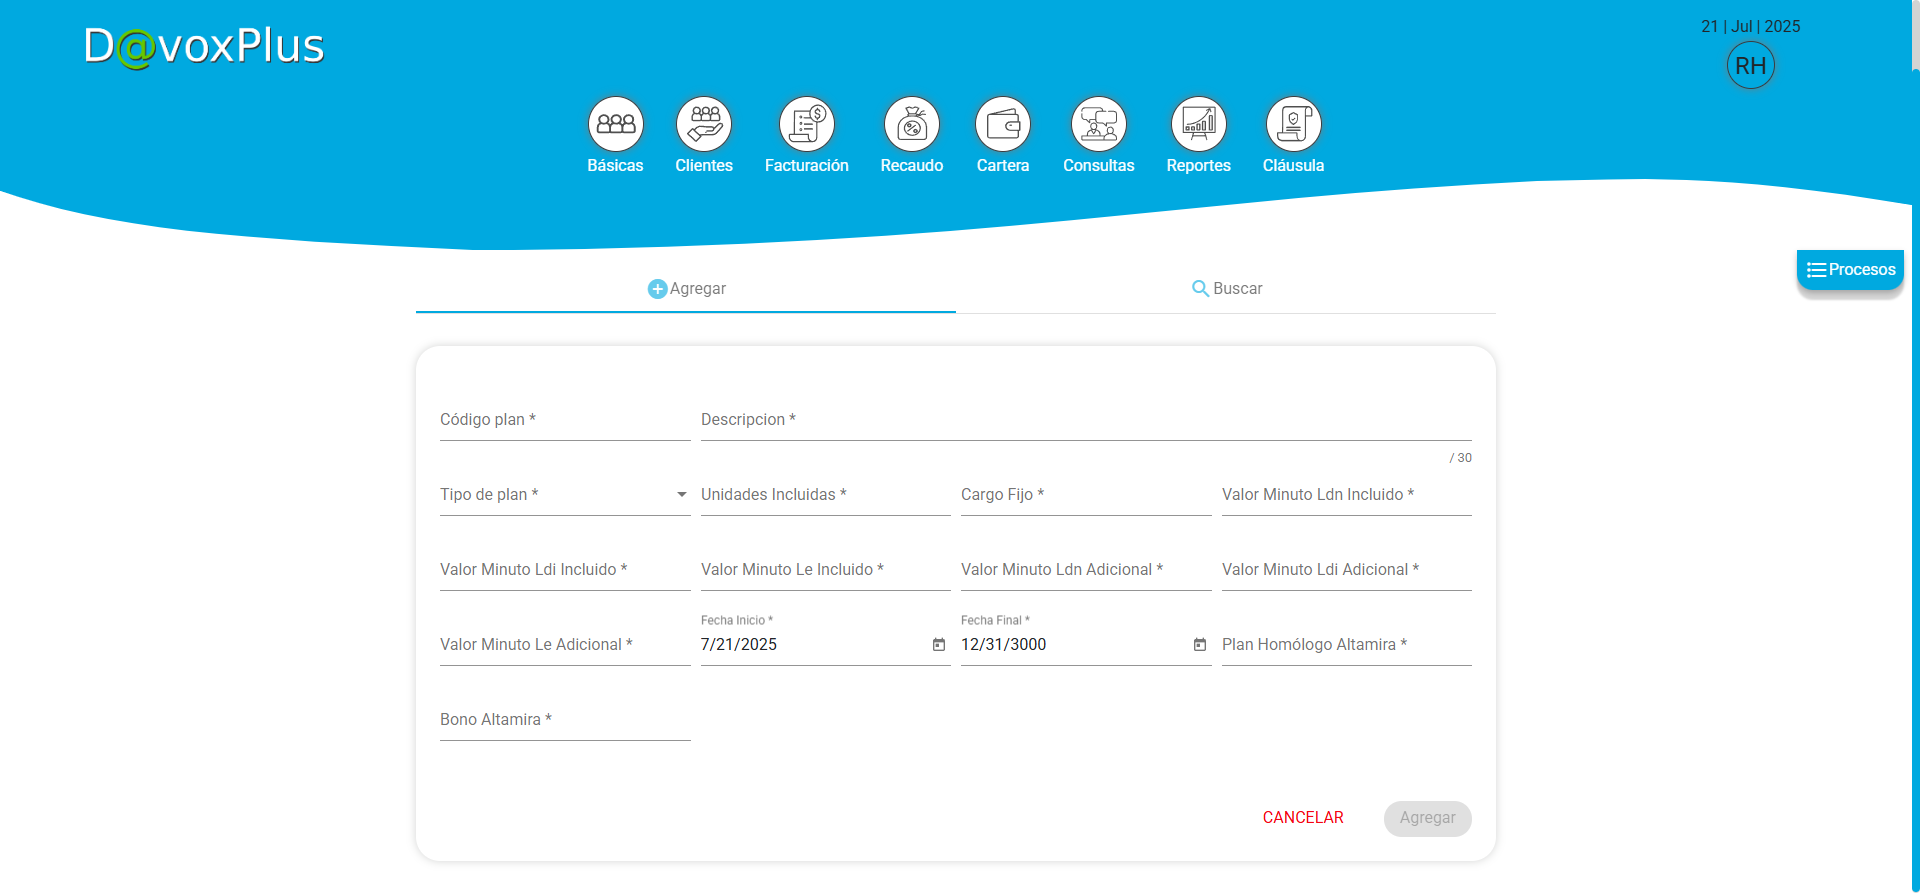 D@voxPlus
21 | Jul | 2025
RH
Básicas Clientes Facturación Recaudo Cartera Consultas Reportes Cláusula
Procesos
Agregar Buscar
Código plan * Descripcion *
/ 30
Tipo de plan * Unidades Incluidas * Cargo Fijo * Valor Minuto Ldn Incluido *
Valor Minuto Ldi Incluido * Valor Minuto Le Incluido * Valor Minuto Ldn Adicional * Valor Minuto Ldi Adicional *
Fecha Inicio * Fecha Final *
Valor Minuto Le Adicional * 7/21/2025 12/31/3000 Plan Homólogo Altamira *
Bono Altamira *
CANCELAR Agregar